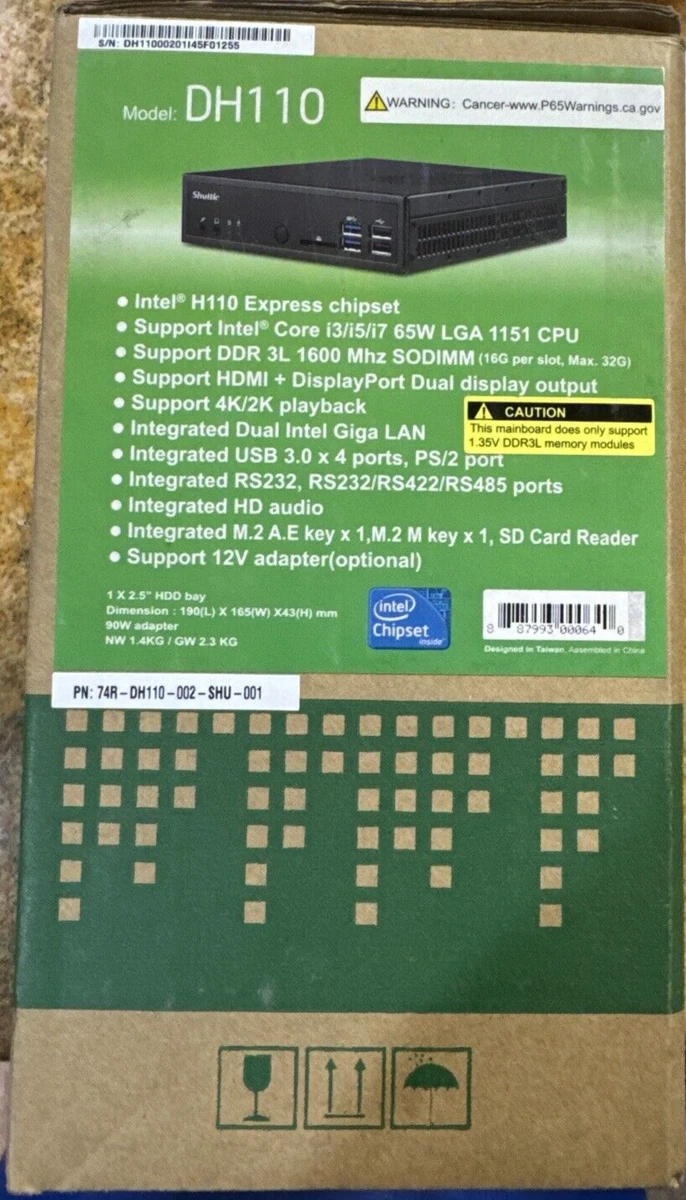 S/N: DH11000201I45F01255
Model: DH110
WARNING: Cancer-www.P65Warnings.ca.gov
Shuttle
• Intel® H110 Express chipset
• Support Intel® Core i3/i5/i7 65W LGA 1151 CPU
• Support DDR 3L 1600 Mhz SODIMM (16G per slot, Max. 32G)
• Support HDMI + DisplayPort Dual display output
• Support 4K/2K playback
CAUTION
This mainboard does only support
1.35V DDR3L memory modules
• Integrated Dual Intel Giga LAN
• Integrated USB 3.0 x 4 ports, PS/2 port
• Integrated RS232, RS232/RS422/RS485 ports
• Integrated HD audio
• Integrated M.2 A.E key x 1,M.2 M key x 1, SD Card Reader
• Support 12V adapter(optional)
1 X 2.5" HDD bay
Dimension : 190(L) X 165(W) X43(H) mm
90W adapter
NW 1.4KG / GW 2.3 KG
intel
Chipset
inside™
8 87993 00064 0
Designed in Taiwan, Assembled in China
PN: 74R-DH110-002-SHU-001